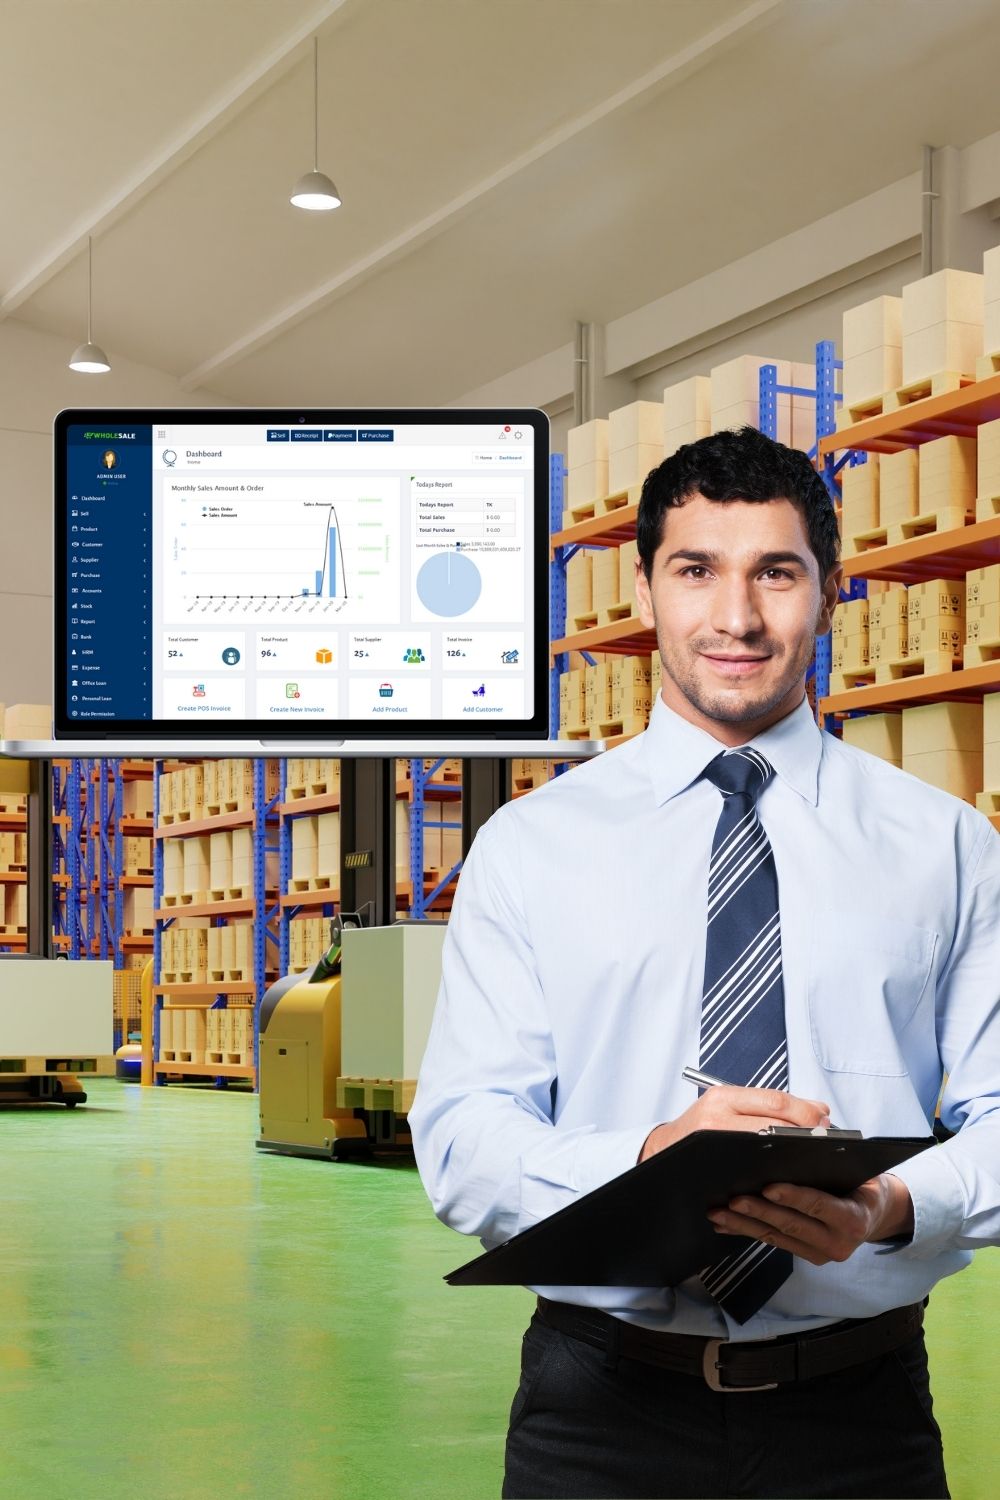 WHOLESALE
ADMIN USER
Dashboard
Sell
Product
Customer
Supplier
Purchase
Accounts
Stock
Report
Bank
HRM
Expense
Office Loan
Personal Loan
Role Permission
Sell Receipt Payment Purchase
Dashboard
Home
Home / Dashboard
Monthly Sales Amount & Order
Sales Order
Sales Amount
Sales Amount
Sales Order
Todays Report
Todays Report TK
Total Sales $ 0.00
Total Purchase $ 0.00
Total Customer
52
Total Product
96
Total Supplier
25
Total Invoice
126
Create POS Invoice
Create New Invoice
Add Product
Add Customer